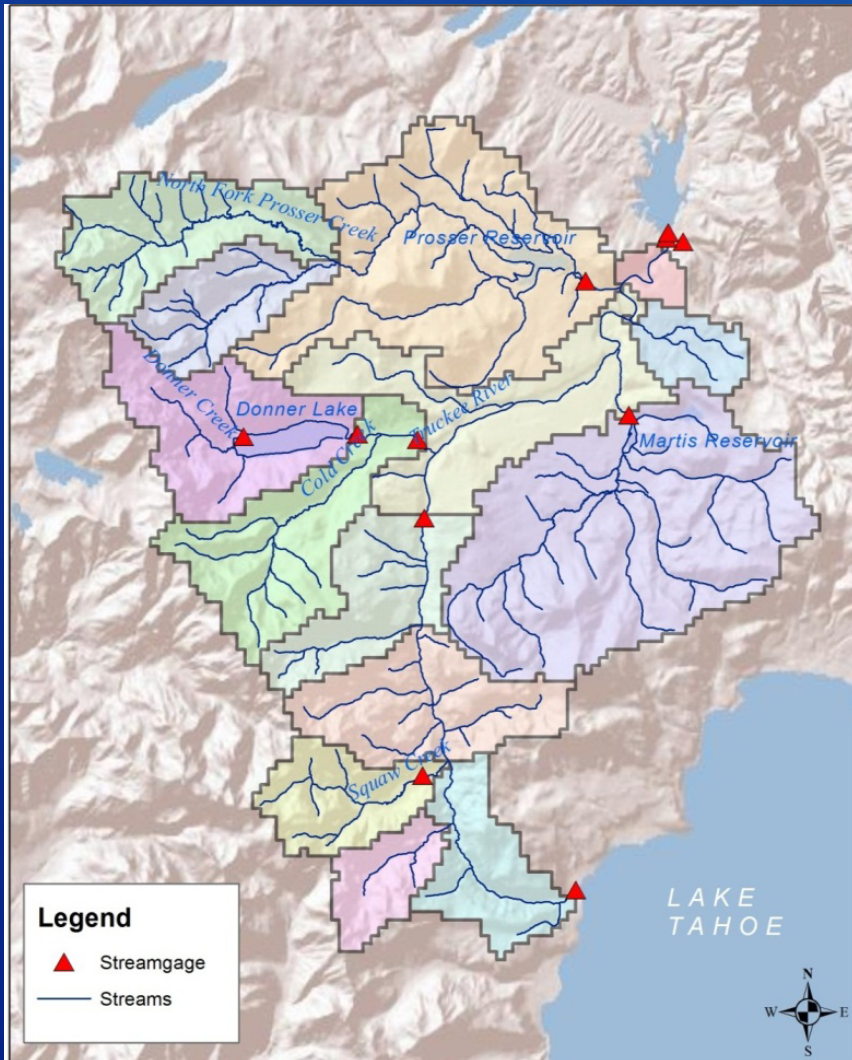 North Fork Prosser Creek
Prosser Reservoir
Donner Creek
Donner Lake
Truckee River
Cold Creek
Martis Reservoir
Squaw Creek
LAKE
TAHOE
Legend
Streamgage
Streams
N
W
E
S